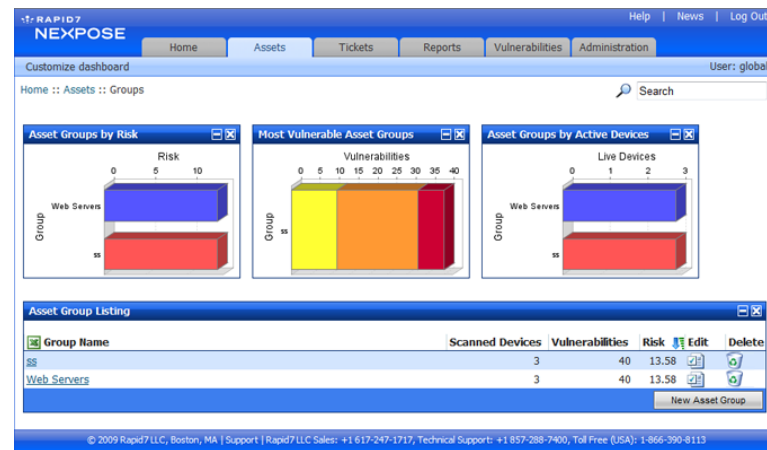 RAPID7
NEXPOSE
Help | News | Log Out
Home Assets Tickets Reports Vulnerabilities Administration
Customize dashboard
User: global
Home :: Assets :: Groups
Search
Asset Groups by Risk
Risk
0 5 10
Group
Web Servers
ss
Most Vulnerable Asset Groups
Vulnerabilities
0 5 10 15 20 25 30 35 40
Group
ss
Asset Groups by Active Devices
Live Devices
0 1 2 3
Group
Web Servers
ss
Asset Group Listing
Group Name Scanned Devices Vulnerabilities Risk Edit Delete
ss 3 40 13.58
Web Servers 3 40 13.58
New Asset Group
© 2009 Rapid7 LLC, Boston, MA | Support | Rapid7 LLC Sales: +1 617-247-1717, Technical Support: +1 857-288-7400, Toll Free (USA): 1-866-390-8113